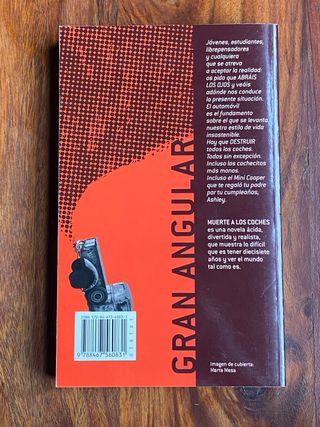 Jóvenes, estudiantes,
librepensadores
y cualquiera
que se atreva
a aceptar la realidad:
os pido que ABRÁIS
LOS OJOS y veáis
adónde nos conduce
la presente situación.
El automóvil
es el fundamento
sobre el que se levanta
nuestro estilo de vida
insostenible.
Hay que DESTRUIR
todos los coches.
Todos sin excepción.
Incluso los cochecitos
más monos.
Incluso el Mini Cooper
que te regaló tu padre
por tu cumpleaños,
Ashley.
MUERTE A LOS COCHES
es una novela ácida,
divertida y realista,
que muestra lo difícil
que es tener diecisiete
años y ver el mundo
tal como es.
Imagen de cubierta:
Marta Mesa
GRAN ANGULAR
9 788467 560831